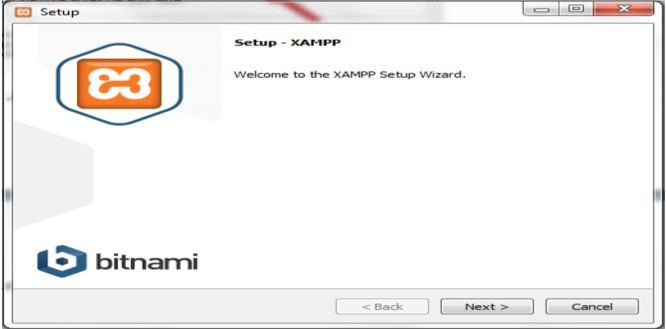 Setup
Setup - XAMPP
Welcome to the XAMPP Setup Wizard.
bitnami
< Back
Next >
Cancel